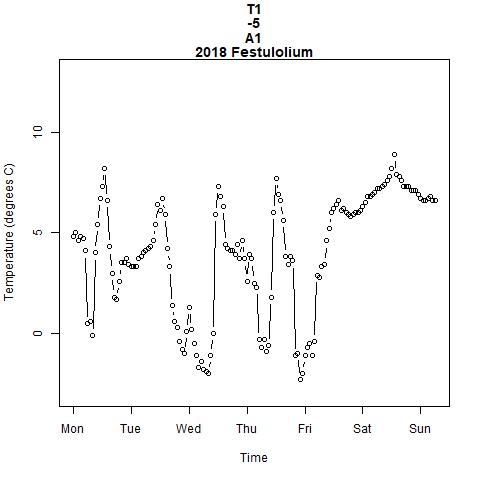 T1
-5
A1
2018 Festulolium
Temperature (degrees C)
10
5
0
Mon Tue Wed Thu Fri Sat Sun
Time